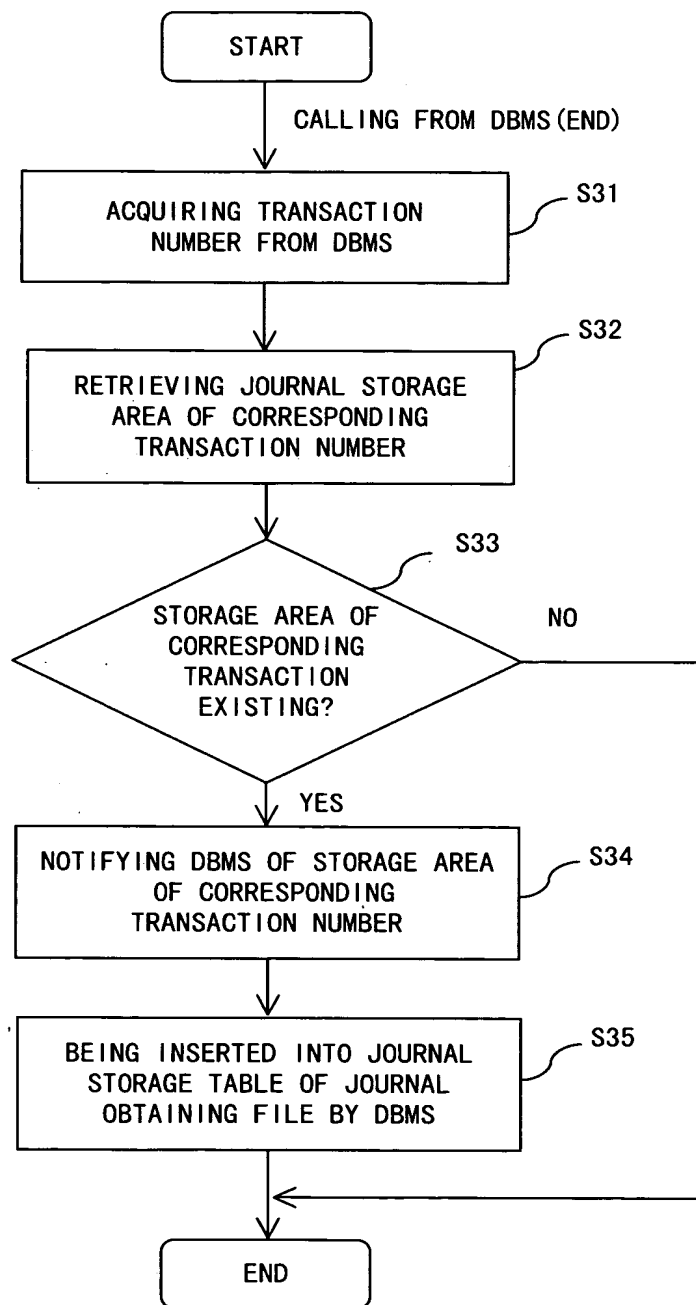 START
CALLING FROM DBMS(END)
S31
ACQUIRING TRANSACTION
NUMBER FROM DBMS
S32
RETRIEVING JOURNAL STORAGE
AREA OF CORRESPONDING
TRANSACTION NUMBER
S33
STORAGE AREA OF
CORRESPONDING
TRANSACTION
EXISTING?
NO
YES
S34
NOTIFYING DBMS OF STORAGE AREA
OF CORRESPONDING
TRANSACTION NUMBER
S35
BEING INSERTED INTO JOURNAL
STORAGE TABLE OF JOURNAL
OBTAINING FILE BY DBMS
END